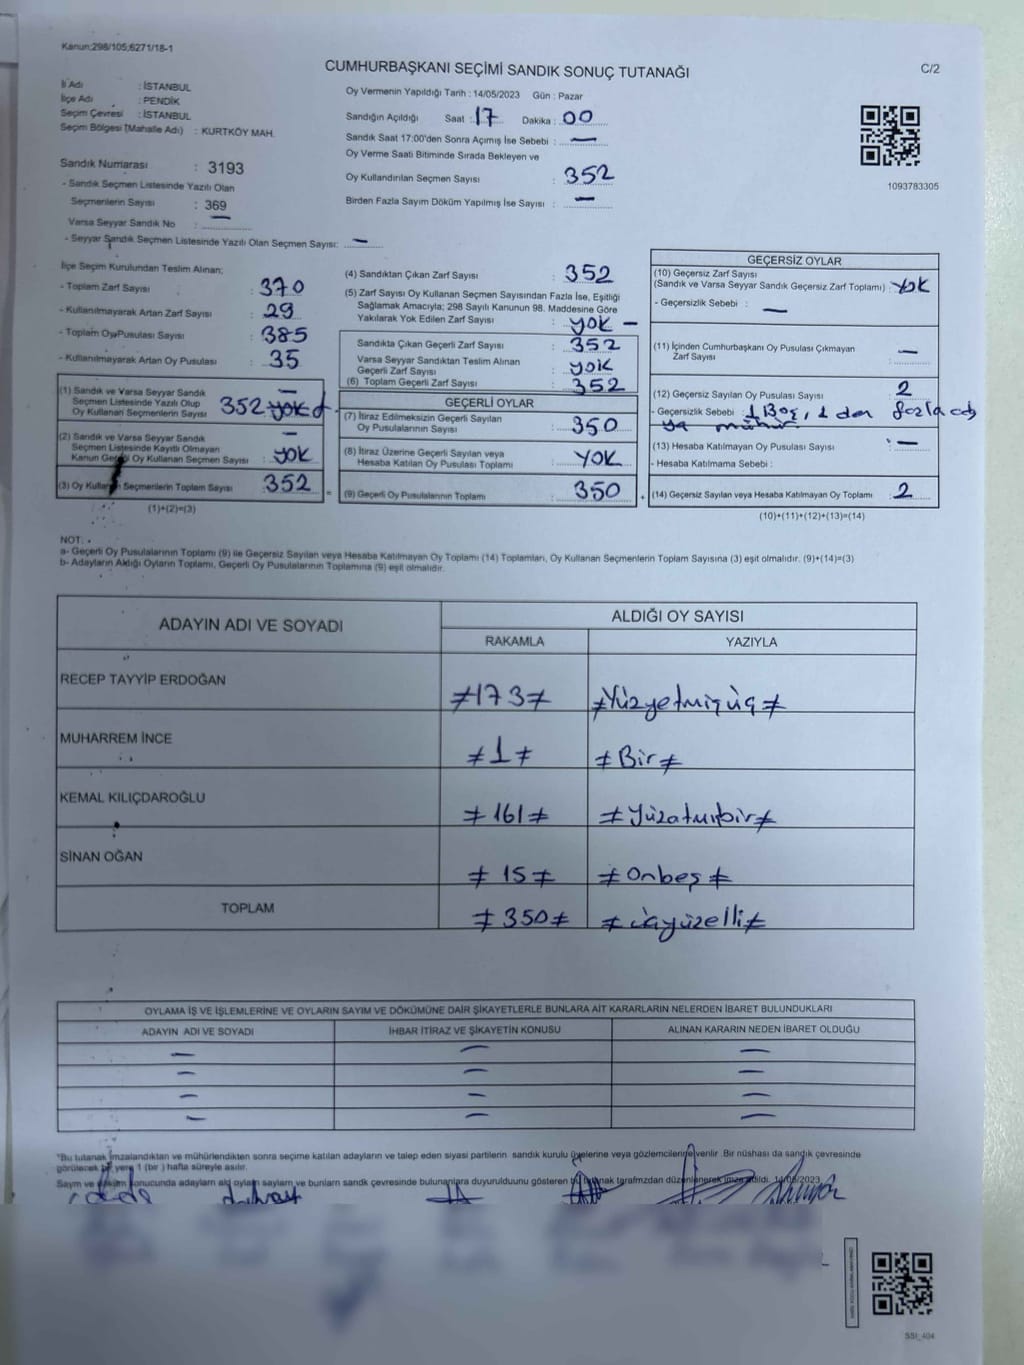 Kanun;298/105;6271/18-1
CUMHURBAŞKANI SEÇİMİ SANDIK SONUÇ TUTANAĞI
C/2
İl Adı : İSTANBUL
İlçe Adı : PENDİK
Seçim Çevresi : İSTANBUL
Seçim Bölgesi (Mahalle Adı) : KURTKÖY MAH.
Sandık Numarası : 3193
- Sandık Seçmen Listesinde Yazılı Olan
Seçmenlerin Sayısı : 369
Varsa Seyyar Sandık No : —
- Seyyar Sandık Seçmen Listesinde Yazılı Olan Seçmen Sayısı: —
Oy Vermenin Yapıldığı Tarih : 14/05/2023 Gün : Pazar
Sandığın Açıldığı Saat : 17 Dakika : 00
Sandık Saat 17:00'den Sonra Açımış İse Sebebi : —
Oy Verme Saati Bitiminde Sırada Bekleyen ve
Oy Kullandırılan Seçmen Sayısı : 352
Birden Fazla Sayım Döküm Yapılmış İse Sayısı : —
1093783305
İlçe Seçim Kurulundan Teslim Alınan;
- Toplam Zarf Sayısı : 370
- Kullanılmayarak Artan Zarf Sayısı : 29
- Toplam Oy Pusulası Sayısı : 385
- Kullanılmayarak Artan Oy Pusulası : 35
(1) Sandık ve Varsa Seyyar Sandık
Seçmen Listesinde Yazılı Olup
Oy Kullanan Seçmenlerin Sayısı 352 yok
(2) Sandık ve Varsa Seyyar Sandık
Seçmen Listesinde Kayıtlı Olmayan
Kanun Gereği Oy Kullanan Seçmen Sayısı : yok
(3) Oy Kullanan Seçmenlerin Toplam Sayısı : 352
(1)+(2)=(3)
(4) Sandıktan Çıkan Zarf Sayısı : 352
(5) Zarf Sayısı Oy Kullanan Seçmen Sayısından Fazla İse, Eşitliği
Sağlamak Amacıyla; 298 Sayılı Kanunun 98. Maddesine Göre
Yakılarak Yok Edilen Zarf Sayısı : yok —
Sandıkta Çıkan Geçerli Zarf Sayısı : 352
Varsa Seyyar Sandıktan Teslim Alınan
Geçerli Zarf Sayısı : yok
(6) Toplam Geçerli Zarf Sayısı : 352
GEÇERLİ OYLAR
(7) İtiraz Edilmeksizin Geçerli Sayılan
Oy Pusulalarının Sayısı : 350
(8) İtiraz Üzerine Geçerli Sayılan veya
Hesaba Katılan Oy Pusulası Toplamı : YOK
= (9) Geçerli Oy Pusulalarının Toplamı : 350 +
GEÇERSİZ OYLAR
(10) Geçersiz Zarf Sayısı
(Sandık ve Varsa Seyyar Sandık Geçersiz Zarf Toplamı) : yok
- Geçersizlik Sebebi : —
(11) İçinden Cumhurbaşkanı Oy Pusulası Çıkmayan
Zarf Sayısı : —
(12) Geçersiz Sayılan Oy Pusulası Sayısı : 2
- Geçersizlik Sebebi : 1 Boş, 1 den fazla ad
ya mühür
(13) Hesaba Katılmayan Oy Pusulası Sayısı : —
- Hesaba Katılmama Sebebi :
(14) Geçersiz Sayılan veya Hesaba Katılmayan Oy Toplamı : 2
(10)+(11)+(12)+(13)=(14)
NOT:
a- Geçerli Oy Pusulalarının Toplamı (9) ile Geçersiz Sayılan veya Hesaba Katılmayan Oy Toplamı (14) Toplamları, Oy Kullanan Seçmenlerin Toplam Sayısına (3) eşit olmalıdır. (9)+(14)=(3)
b- Adayların Aldığı Oyların Toplamı, Geçerli Oy Pusulalarının Toplamına (9) eşit olmalıdır.
ADAYIN ADI VE SOYADI
ALDIĞI OY SAYISI
RAKAMLA YAZIYLA
RECEP TAYYİP ERDOĞAN ≠173≠ ≠Yüzyetmişüç≠
MUHARREM İNCE ≠1≠ ≠Bir≠
KEMAL KILIÇDAROĞLU ≠161≠ ≠Yüzatmışbir≠
SİNAN OĞAN ≠15≠ ≠Onbeş≠
TOPLAM ≠350≠ ≠üçyüzelli≠
OYLAMA İŞ VE İŞLEMLERİNE VE OYLARIN SAYIM VE DÖKÜMÜNE DAİR ŞİKAYETLERLE BUNLARA AİT KARARLARIN NELERDEN İBARET BULUNDUKLARI
ADAYIN ADI VE SOYADI İHBAR İTİRAZ VE ŞİKAYETİN KONUSU ALINAN KARARIN NEDEN İBARET OLDUĞU
— — —
— — —
— — —
— — —
*Bu tutanak imzalandıktan ve mühürlendikten sonra seçime katılan adayların ve talep eden siyasi partilerin sandık kurulu üyelerine veya gözlemcilerine verilir. Bir nüshası da sandık çevresinde
görülecek bir yere 1 (bir ) hafta süreyle asılır.
Sayım ve döküm sonucunda adayların aldığı oyların sayıları ve bunların sandık çevresinde bulunanlara duyurulduunu gösteren bu tutanak tarafımzdan düzenlenerek imza edildi. 14/05/2023
SSI_404